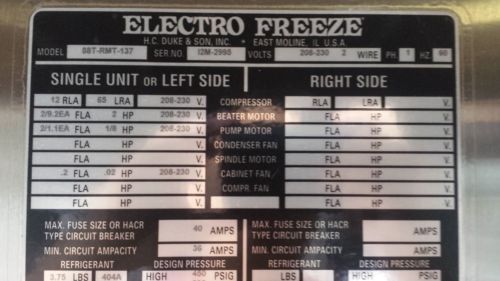 ELECTRO FREEZE
H.C. DUKE & SON, INC. • EAST MOLINE, IL U.S.A.
MODEL 88T-RMT-137 SER NO I2M-2995 VOLTS 208-230 2 WIRE PH. 1 HZ. 60
SINGLE UNIT OR LEFT SIDE RIGHT SIDE
12 RLA 65 LRA 208-230 V. COMPRESSOR RLA LRA V.
2/9.2EA FLA 2 HP 208-230 V. BEATER MOTOR FLA HP V.
2/1.1EA FLA 1/8 HP 208-230 V. PUMP MOTOR FLA HP V.
FLA HP V. CONDENSER FAN FLA HP V.
FLA HP V. SPINDLE MOTOR FLA HP V.
.2 FLA .02 HP 208-230 V. CABINET FAN FLA HP V.
FLA HP V. COMPR. FAN FLA HP V.
FLA HP V. FLA HP V.
MAX. FUSE SIZE OR HACR TYPE CIRCUIT BREAKER 40 AMPS MAX. FUSE SIZE OR HACR TYPE CIRCUIT BREAKER AMPS
MIN. CIRCUIT AMPACITY 36 AMPS MIN. CIRCUIT AMPACITY AMPS
REFRIGERANT DESIGN PRESSURE REFRIGERANT DESIGN PRESSURE
3.75 LBS 404A HIGH 450 PSIG LBS HIGH PSIG